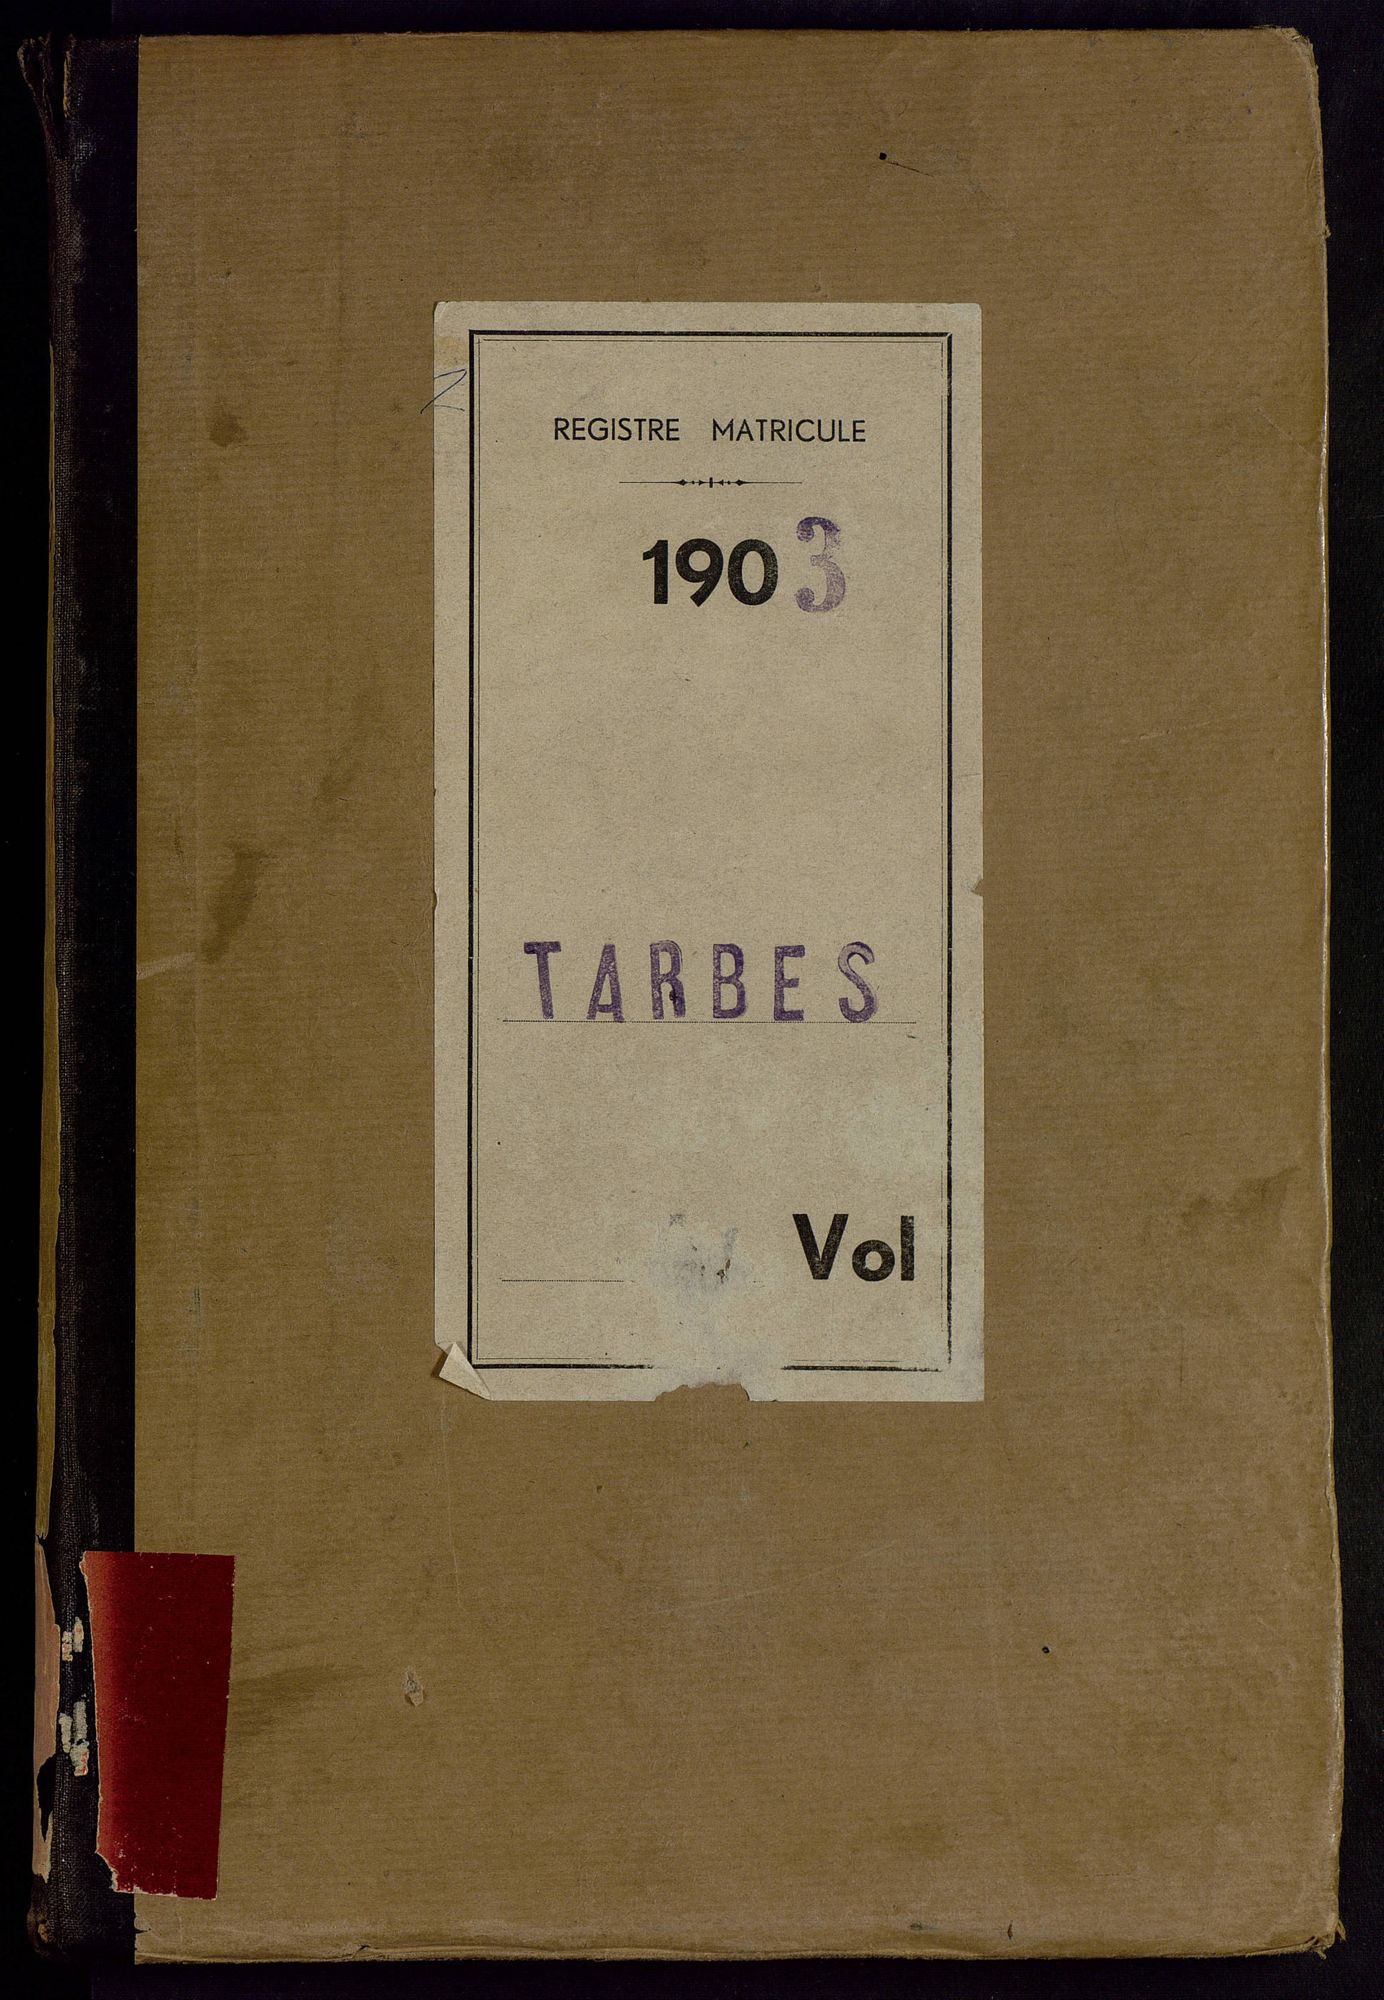 REGISTRE MATRICULE
1903
TARBES
Vol